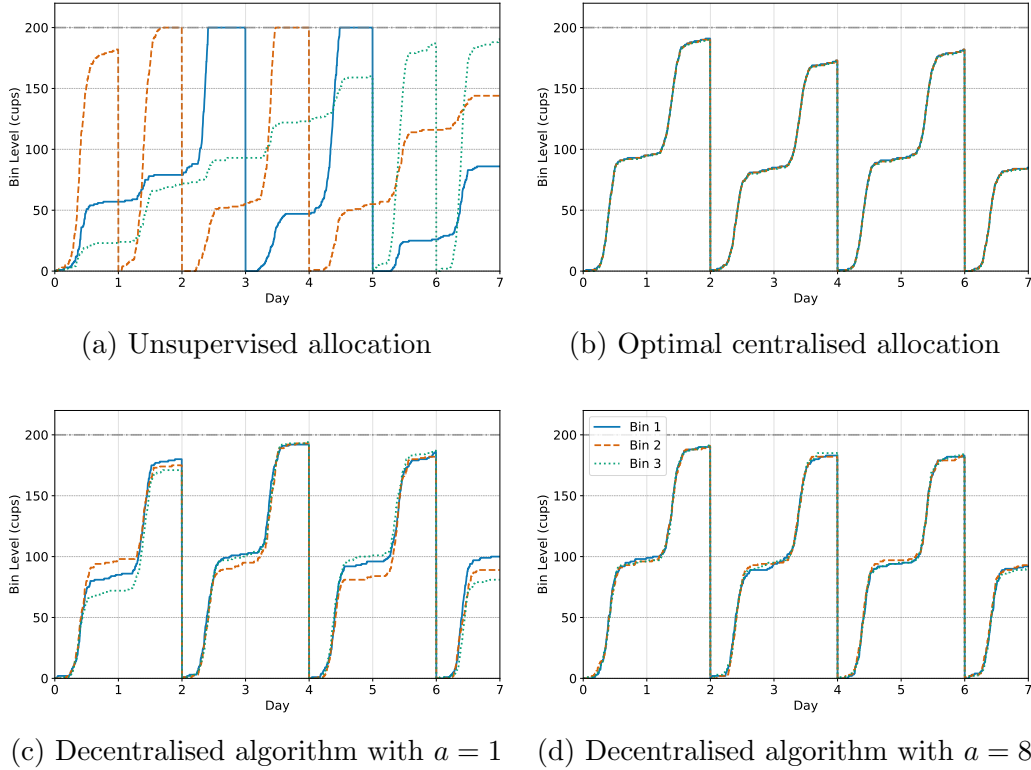 200
150
100
50
0
Bin Level (cups)
0 1 2 3 4 5 6 7
Day
(a) Unsupervised allocation
200
150
100
50
0
Bin Level (cups)
0 1 2 3 4 5 6 7
Day
(b) Optimal centralised allocation
200
150
100
50
0
Bin Level (cups)
0 1 2 3 4 5 6 7
Day
(c) Decentralised algorithm with a = 1
200
150
100
50
0
Bin Level (cups)
Bin 1
Bin 2
Bin 3
0 1 2 3 4 5 6 7
Day
(d) Decentralised algorithm with a = 8